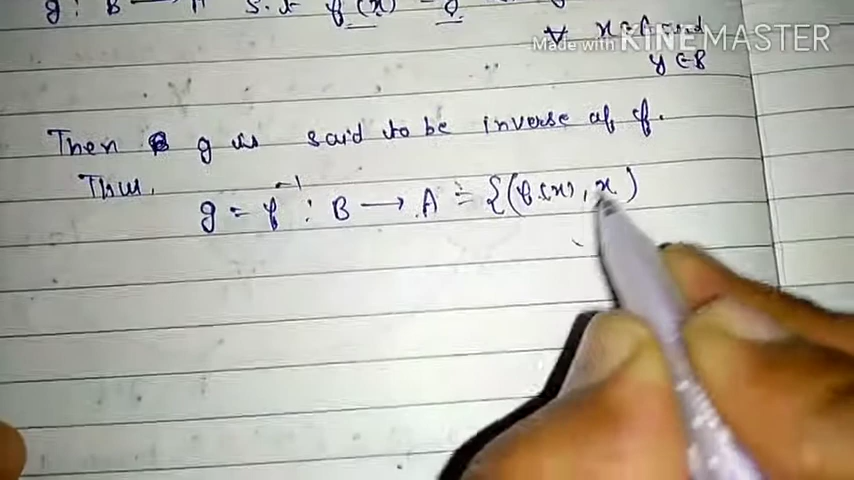 g : B → A s.t f(x) = y
∀ x ∈ A and
Made with KINEMASTER
y ∈ B
Then g is said to be inverse of f.
Thus,
g = f⁻¹ : B → A = {(f(x), x)